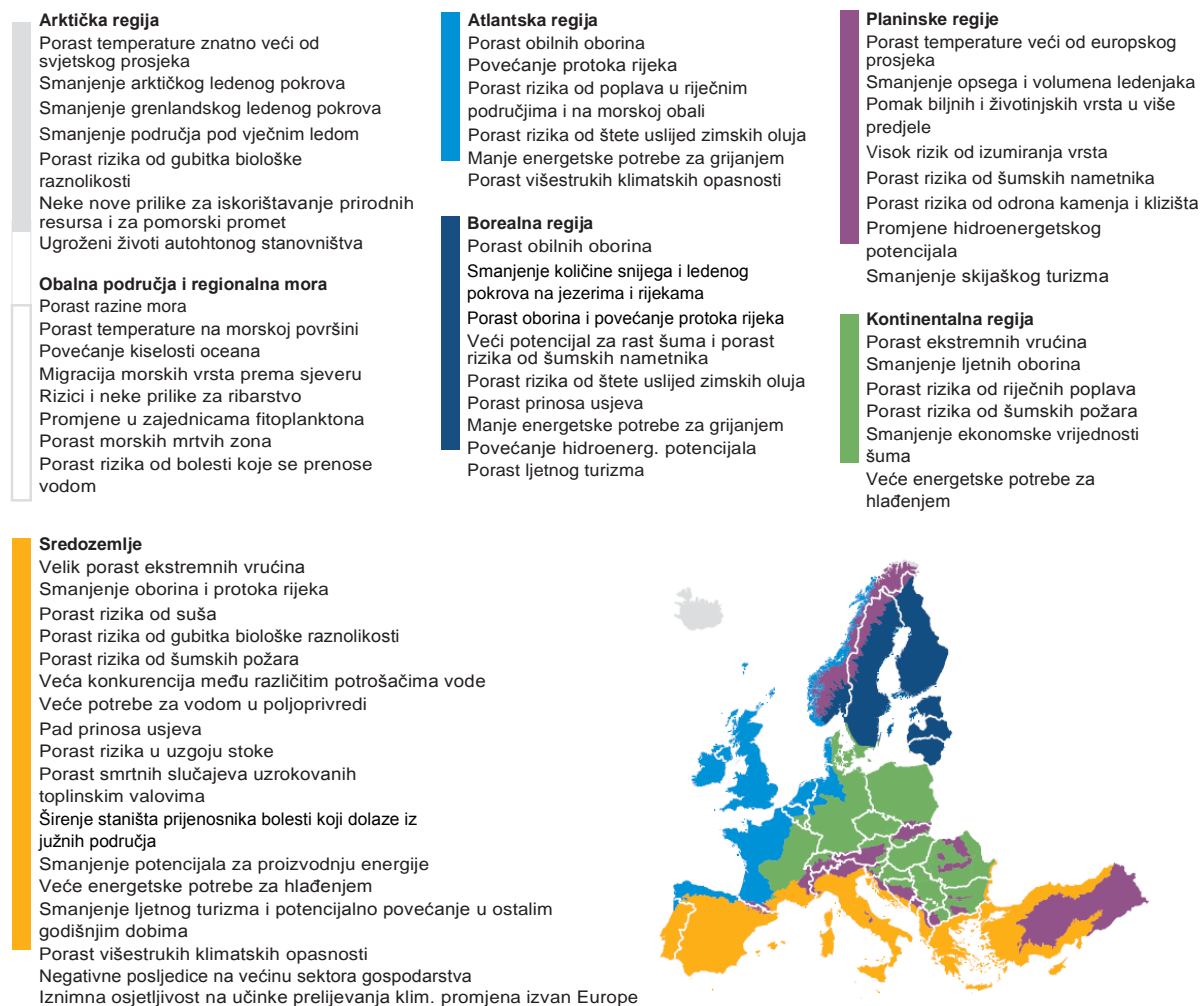 Arktička regija
Porast temperature znatno veći od
svjetskog prosjeka
Smanjenje arktičkog ledenog pokrova
Smanjenje grenlandskog ledenog pokrova
Smanjenje područja pod vječnim ledom
Porast rizika od gubitka biološke
raznolikosti
Neke nove prilike za iskorištavanje prirodnih
resursa i za pomorski promet
Ugroženi životi autohtonog stanovništva
Obalna područja i regionalna mora
Porast razine mora
Porast temperature na morskoj površini
Povećanje kiselosti oceana
Migracija morskih vrsta prema sjeveru
Rizici i neke prilike za ribarstvo
Promjene u zajednicama fitoplanktona
Porast morskih mrtvih zona
Porast rizika od bolesti koje se prenose
vodom
Atlantska regija
Porast obilnih oborina
Povećanje protoka rijeka
Porast rizika od poplava u riječnim
područjima i na morskoj obali
Porast rizika od štete uslijed zimskih oluja
Manje energetske potrebe za grijanjem
Porast višestrukih klimatskih opasnosti
Borealna regija
Porast obilnih oborina
Smanjenje količine snijega i ledenog
pokrova na jezerima i rijekama
Porast oborina i povećanje protoka rijeka
Veći potencijal za rast šuma i porast
rizika od šumskih nametnika
Porast rizika od štete uslijed zimskih oluja
Porast prinosa usjeva
Manje energetske potrebe za grijanjem
Povećanje hidroenerg. potencijala
Porast ljetnog turizma
Planinske regije
Porast temperature veći od europskog
prosjeka
Smanjenje opsega i volumena ledenjaka
Pomak biljnih i životinjskih vrsta u više
predjele
Visok rizik od izumiranja vrsta
Porast rizika od šumskih nametnika
Porast rizika od odrona kamenja i klizišta
Promjene hidroenergetskog
potencijala
Smanjenje skijaškog turizma
Kontinentalna regija
Porast ekstremnih vrućina
Smanjenje ljetnih oborina
Porast rizika od riječnih poplava
Porast rizika od šumskih požara
Smanjenje ekonomske vrijednosti
šuma
Veće energetske potrebe za
hlađenjem
Sredozemlje
Velik porast ekstremnih vrućina
Smanjenje oborina i protoka rijeka
Porast rizika od suša
Porast rizika od gubitka biološke raznolikosti
Porast rizika od šumskih požara
Veća konkurencija među različitim potrošačima vode
Veće potrebe za vodom u poljoprivredi
Pad prinosa usjeva
Porast rizika u uzgoju stoke
Porast smrtnih slučajeva uzrokovanih
toplinskim valovima
Širenje staništa prijenosnika bolesti koji dolaze iz
južnih područja
Smanjenje potencijala za proizvodnju energije
Veće energetske potrebe za hlađenjem
Smanjenje ljetnog turizma i potencijalno povećanje u ostalim
godišnjim dobima
Porast višestrukih klimatskih opasnosti
Negativne posljedice na većinu sektora gospodarstva
Iznimna osjetljivost na učinke prelijevanja klim. promjena izvan Europe